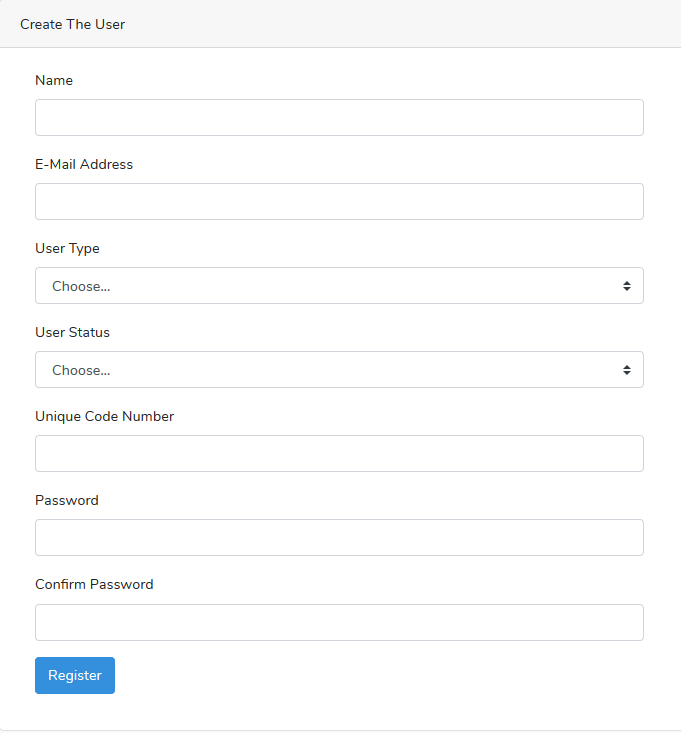 Create The User
Name
E-Mail Address
User Type
Choose...
User Status
Choose...
Unique Code Number
Password
Confirm Password
Register